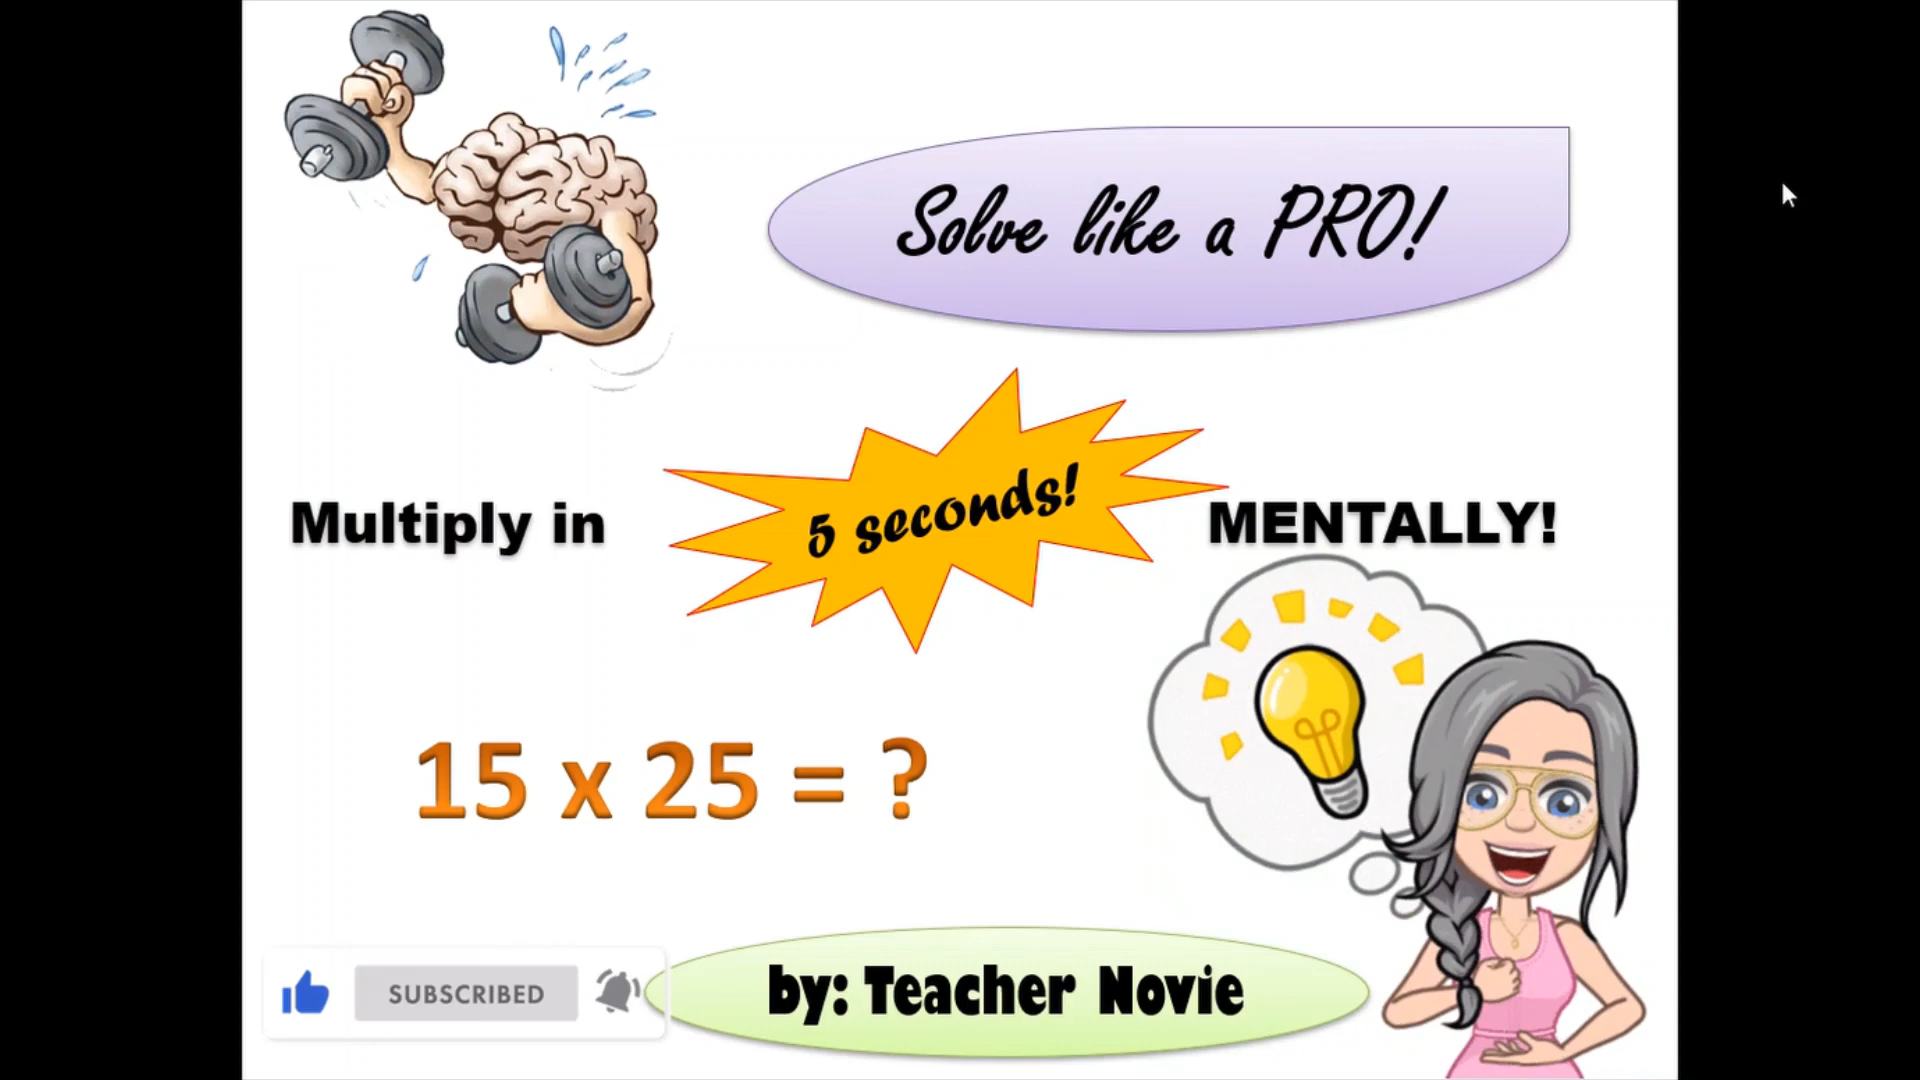 Solve like a PRO!
Multiply in
5 seconds!
MENTALLY!
15 x 25 = ?
SUBSCRIBED
by: Teacher Novie